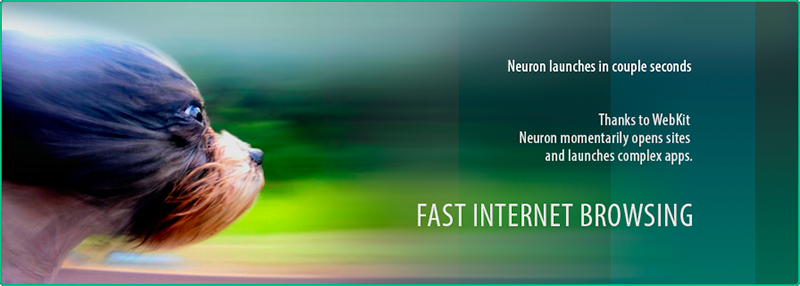 Neuron launches in couple seconds
Thanks to WebKit
Neuron momentarily opens sites
and launches complex apps.
FAST INTERNET BROWSING